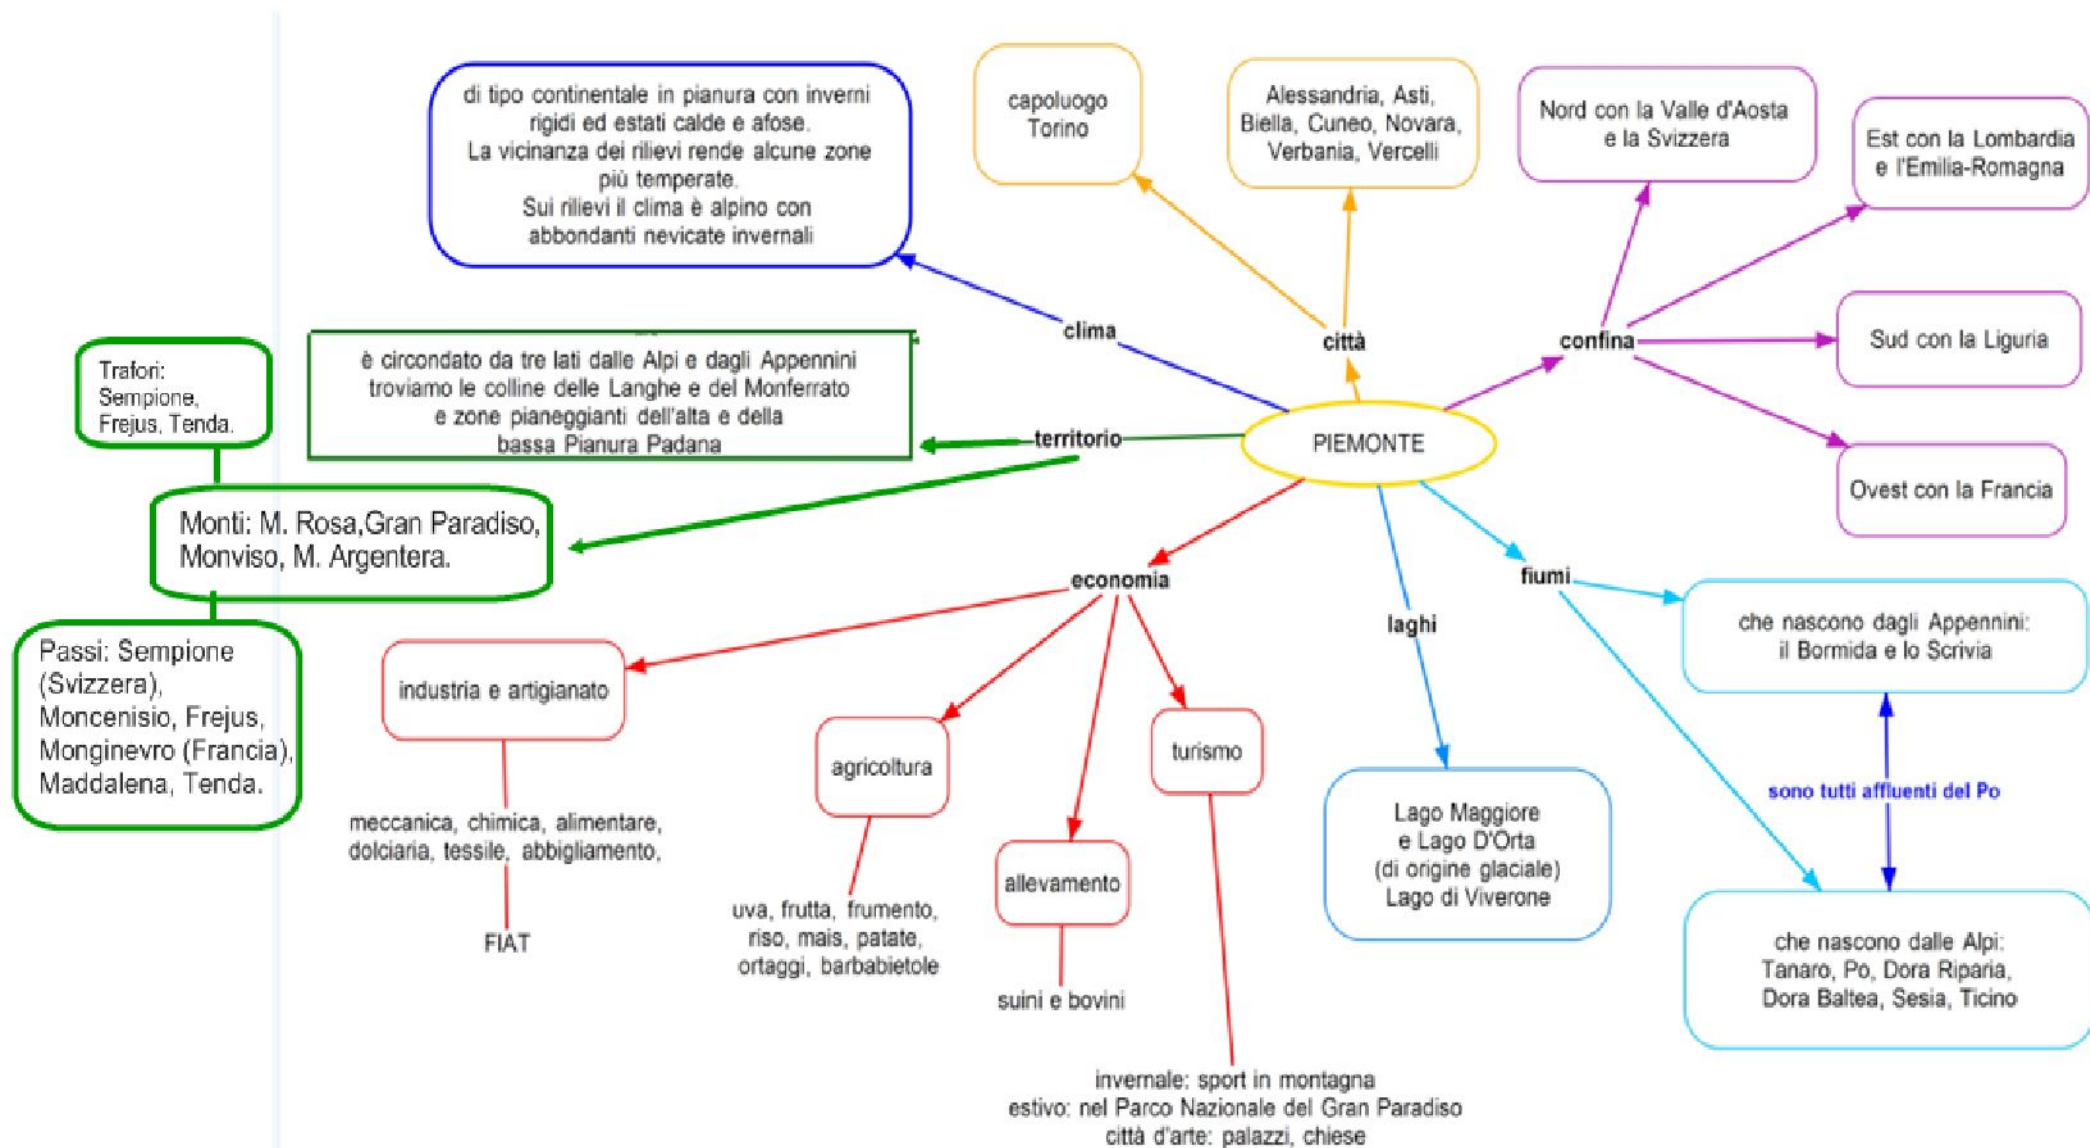 di tipo continentale in pianura con inverni
rigidi ed estati calde e afose.
La vicinanza dei rilievi rende alcune zone
più temperate.
Sui rilievi il clima è alpino con
abbondanti nevicate invernali
capoluogo
Torino
Alessandria, Asti,
Biella, Cuneo, Novara,
Verbania, Vercelli
Nord con la Valle d'Aosta
e la Svizzera
Est con la Lombardia
e l'Emilia-Romagna
clima
città
confina
Sud con la Liguria
Ovest con la Francia
Trafori:
Sempione,
Frejus, Tenda.
è circondato da tre lati dalle Alpi e dagli Appennini
troviamo le colline delle Langhe e del Monferrato
e zone pianeggianti dell'alta e della
bassa Pianura Padana
territorio
PIEMONTE
Monti: M. Rosa,Gran Paradiso,
Monviso, M. Argentera.
Passi: Sempione
(Svizzera),
Moncenisio, Frejus,
Monginevro (Francia),
Maddalena, Tenda.
economia
laghi
fiumi
industria e artigianato
meccanica, chimica, alimentare,
dolciaria, tessile, abbigliamento,
FIAT
agricoltura
uva, frutta, frumento,
riso, mais, patate,
ortaggi, barbabietole
allevamento
suini e bovini
turismo
invernale: sport in montagna
estivo: nel Parco Nazionale del Gran Paradiso
città d'arte: palazzi, chiese
Lago Maggiore
e Lago D'Orta
(di origine glaciale)
Lago di Viverone
che nascono dagli Appennini:
il Bormida e lo Scrivia
sono tutti affluenti del Po
che nascono dalle Alpi:
Tanaro, Po, Dora Riparia,
Dora Baltea, Sesia, Ticino